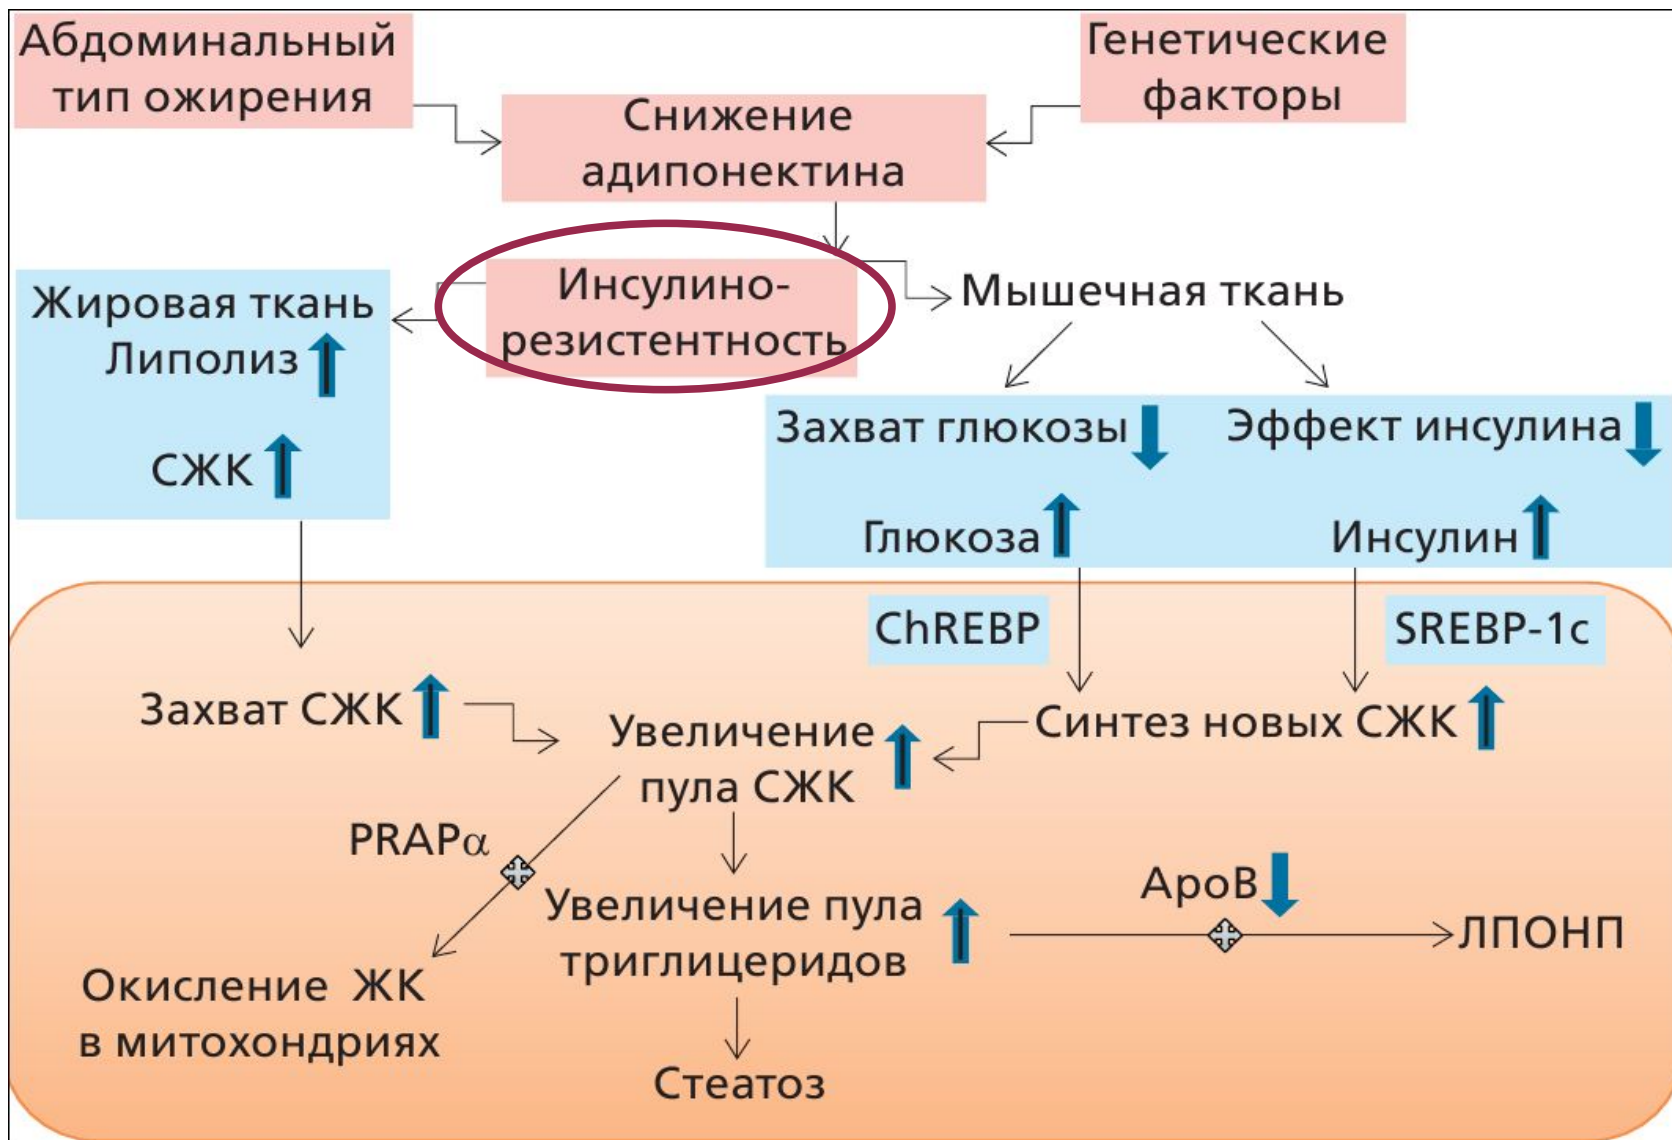 Абдоминальный
тип ожирения
Генетические
факторы
Снижение
адипонектина
Инсулино-
резистентность
Жировая ткань
Липолиз
СЖК
Мышечная ткань
Захват глюкозы
Эффект инсулина
Глюкоза
Инсулин
ChREBP
SREBP-1c
Захват СЖК
Увеличение
пула СЖК
Синтез новых СЖК
PRAPα
Увеличение пула
триглицеридов
ApoB
ЛПОНП
Окисление ЖК
в митохондриях
Стеатоз